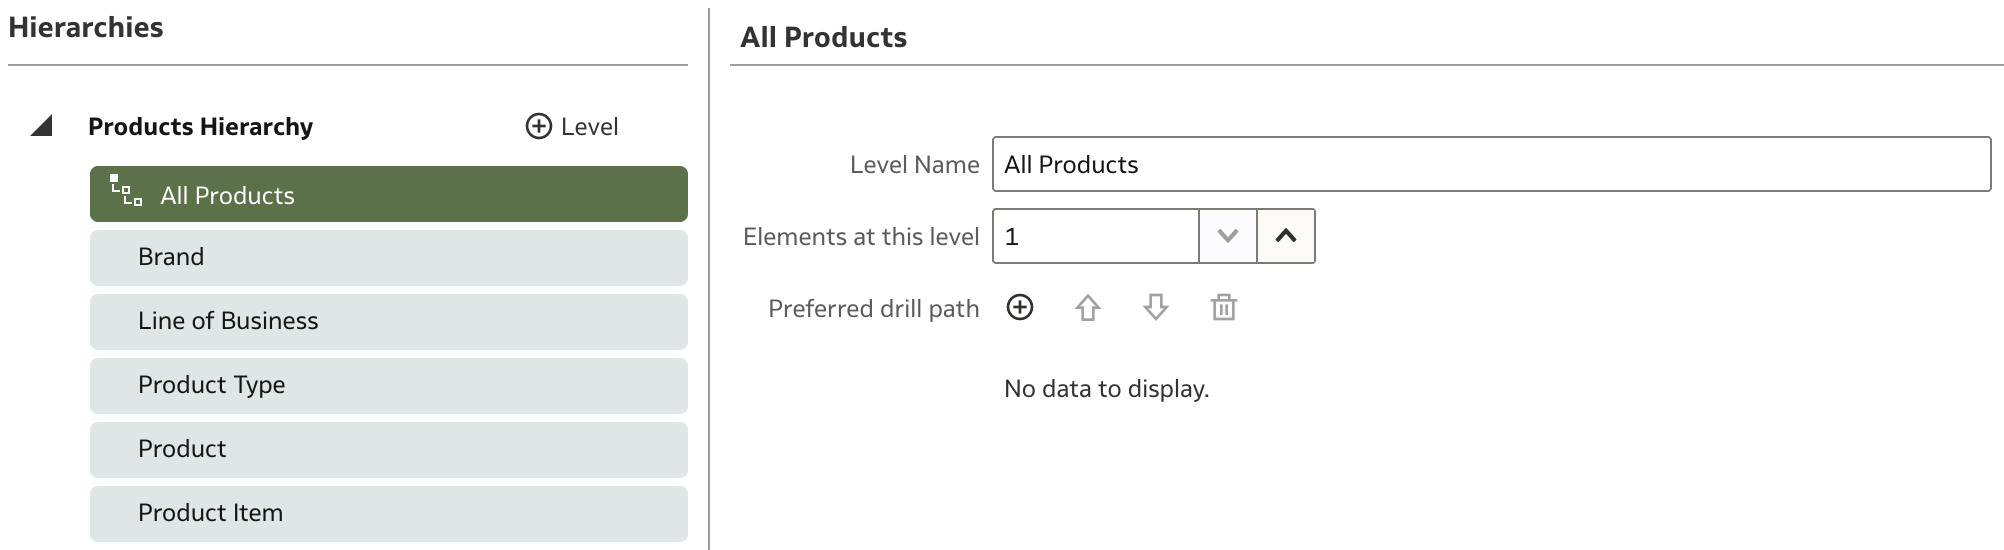 Hierarchies
Products Hierarchy
Level
All Products
Brand
Line of Business
Product Type
Product
Product Item
All Products
Level Name All Products
Elements at this level 1
Preferred drill path
No data to display.